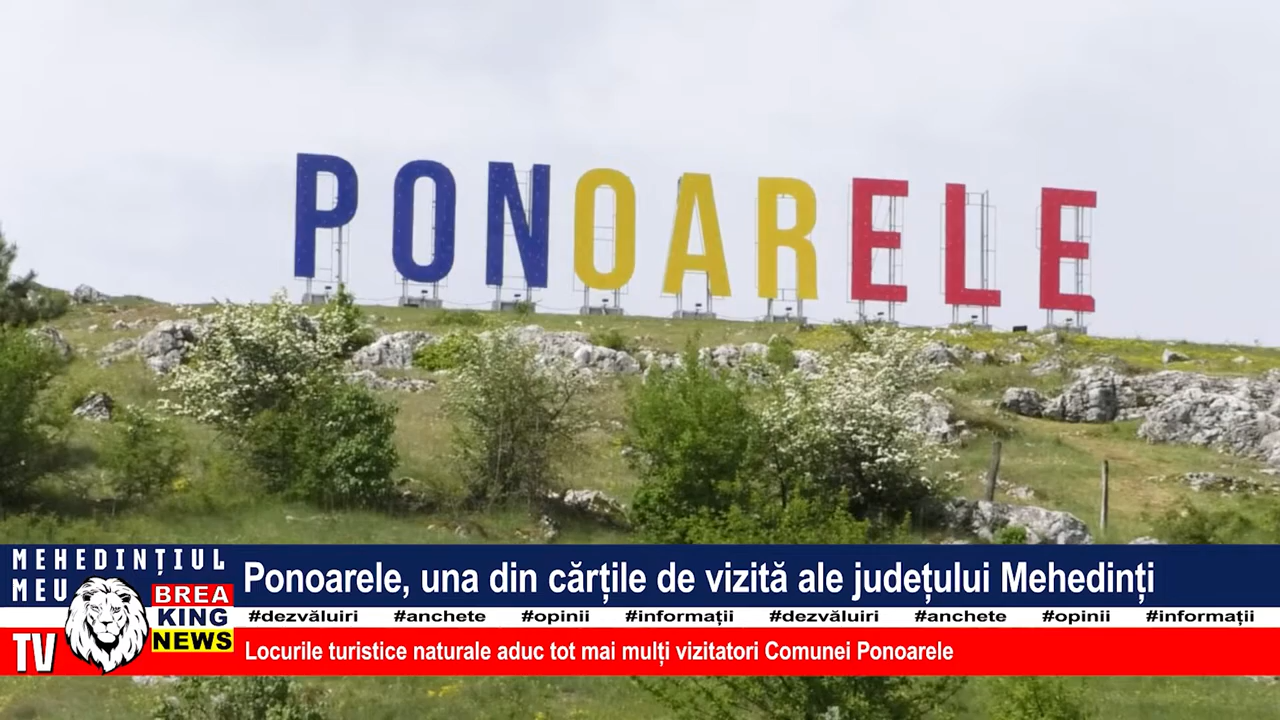 PONOARELE
MEHEDINȚIUL
MEU
TV
BREA
KING
NEWS
Ponoarele, una din cărțile de vizită ale județului Mehedinți
#dezvăluiri #anchete #opinii #informații #dezvăluiri #anchete #opinii #informații
Locurile turistice naturale aduc tot mai mulți vizitatori Comunei Ponoarele